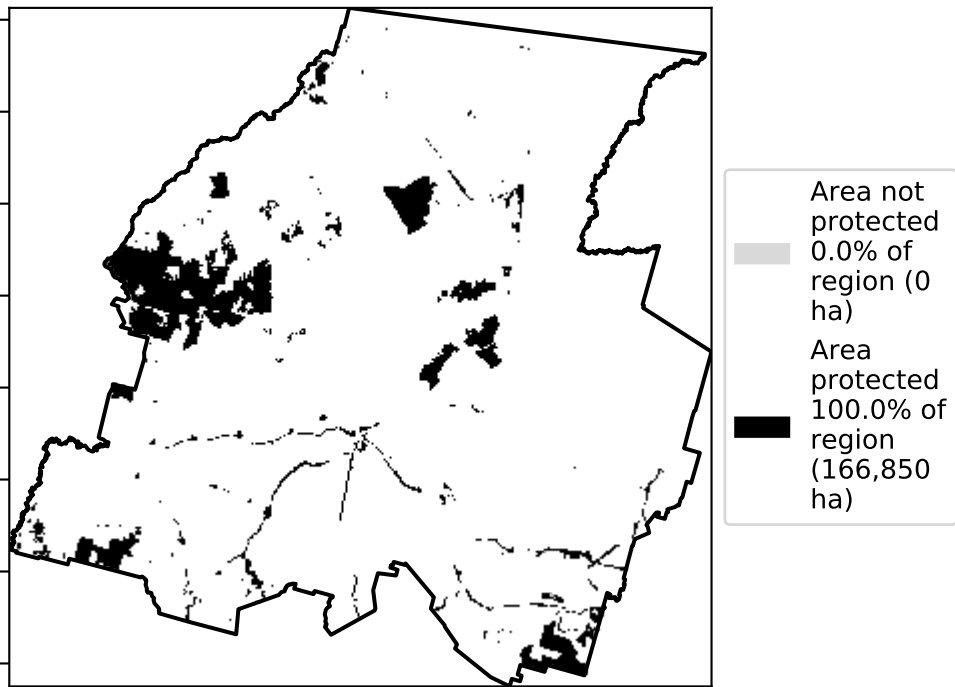 Area not
protected
0.0% of
region (0
ha)
Area
protected
100.0% of
region
(166,850
ha)